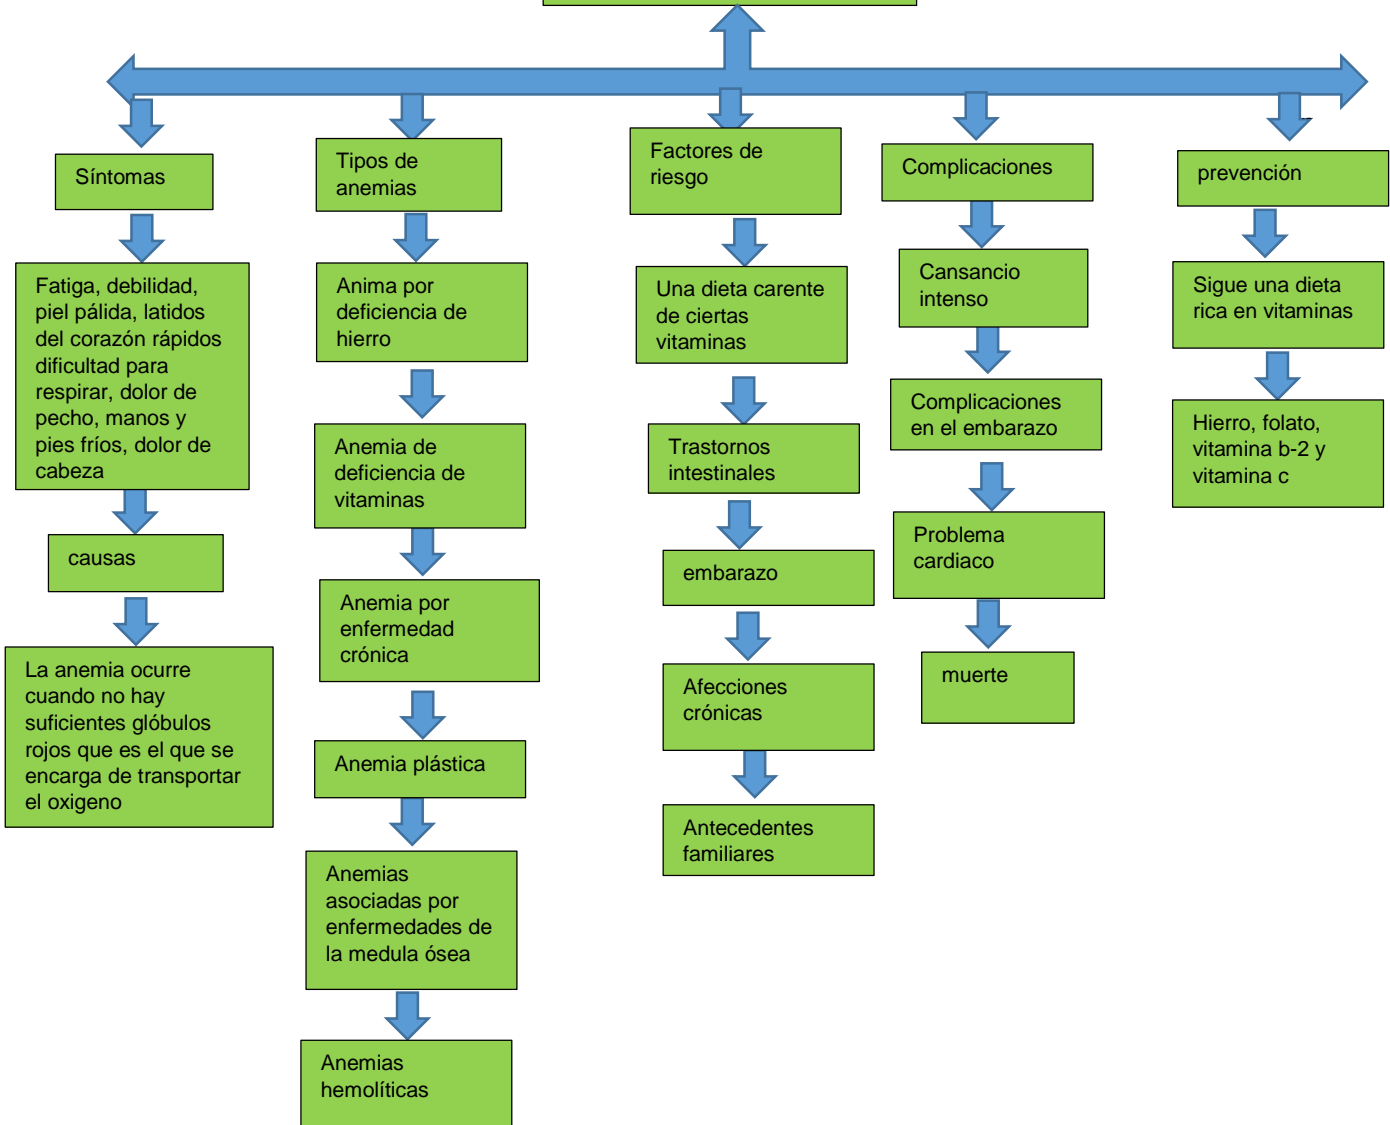 Síntomas
Fatiga, debilidad,
piel pálida, latidos
del corazón rápidos
dificultad para
respirar, dolor de
pecho, manos y
pies fríos, dolor de
cabeza
causas
La anemia ocurre
cuando no hay
suficientes glóbulos
rojos que es el que se
encarga de transportar
el oxigeno
Tipos de
anemias
Anima por
deficiencia de
hierro
Anemia de
deficiencia de
vitaminas
Anemia por
enfermedad
crónica
Anemia plástica
Anemias
asociadas por
enfermedades de
la medula ósea
Anemias
hemolíticas
Factores de
riesgo
Una dieta carente
de ciertas
vitaminas
Trastornos
intestinales
embarazo
Afecciones
crónicas
Antecedentes
familiares
Complicaciones
Cansancio
intenso
Complicaciones
en el embarazo
Problema
cardiaco
muerte
prevención
Sigue una dieta
rica en vitaminas
Hierro, folato,
vitamina b-2 y
vitamina c